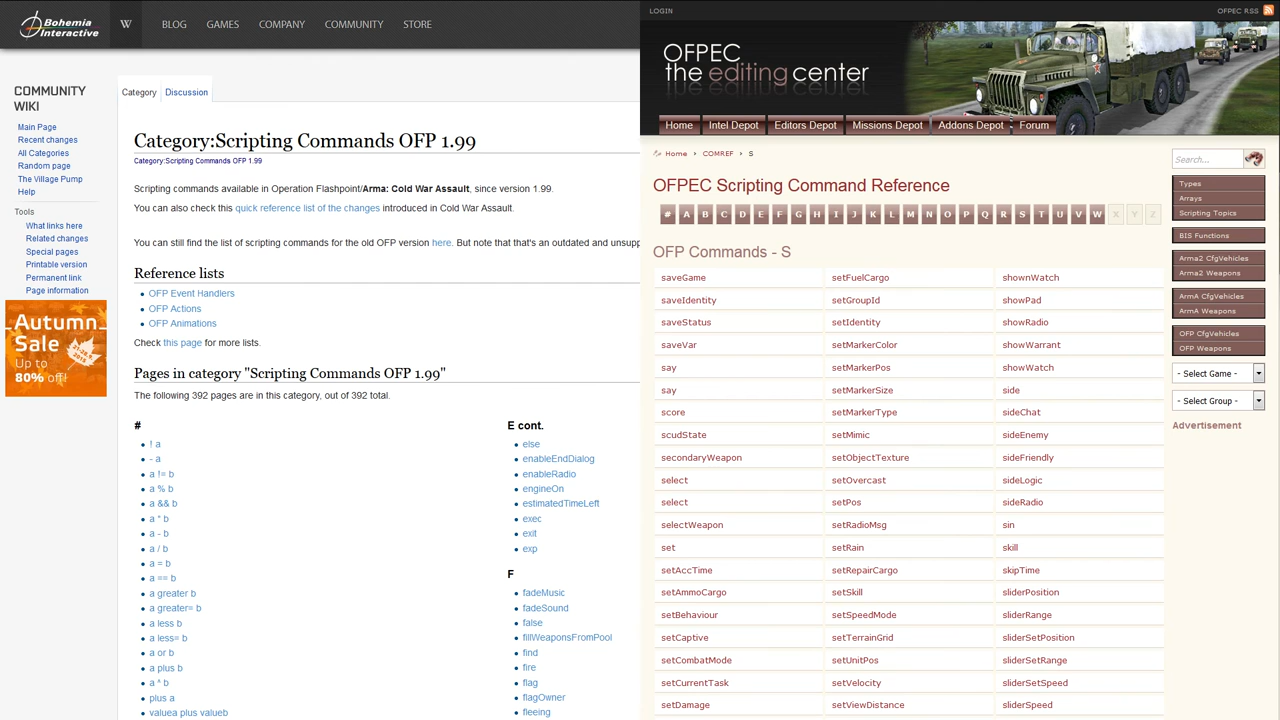 Bohemia
Interactive
W
BLOG
GAMES
COMPANY
COMMUNITY
STORE
COMMUNITY
WIKI
Main Page
Recent changes
All Categories
Random page
The Village Pump
Help
Tools
What links here
Related changes
Special pages
Printable version
Permanent link
Page information
Autumn
Sale
Up to
80% off!
Category
Discussion
Category:Scripting Commands OFP 1.99
Category:Scripting Commands OFP 1.99
Scripting commands available in Operation Flashpoint/Arma: Cold War Assault, since version 1.99.
You can also check this quick reference list of the changes introduced in Cold War Assault.
You can still find the list of scripting commands for the old OFP version here. But note that that's an outdated and unsupp
Reference lists
OFP Event Handlers
OFP Actions
OFP Animations
Check this page for more lists.
Pages in category "Scripting Commands OFP 1.99"
The following 392 pages are in this category, out of 392 total.
#
! a
- a
a != b
a % b
a && b
a * b
a - b
a / b
a = b
a == b
a greater b
a greater= b
a less b
a less= b
a or b
a plus b
a ^ b
plus a
valuea plus valueb
E cont.
else
enableEndDialog
enableRadio
engineOn
estimatedTimeLeft
exec
exit
exp
F
fadeMusic
fadeSound
false
fillWeaponsFromPool
find
fire
flag
flagOwner
fleeing
LOGIN
OFPEC RSS
OFPEC
the editing center
Home
Intel Depot
Editors Depot
Missions Depot
Addons Depot
Forum
Home
COMREF
S
OFPEC Scripting Command Reference
# A B C D E F G H I J K L M N O P Q R S T U V W X Y Z
OFP Commands - S
saveGame
saveIdentity
saveStatus
saveVar
say
say
score
scudState
secondaryWeapon
select
select
selectWeapon
set
setAccTime
setAmmoCargo
setBehaviour
setCaptive
setCombatMode
setCurrentTask
setDamage
setFuelCargo
setGroupId
setIdentity
setMarkerColor
setMarkerPos
setMarkerSize
setMarkerType
setMimic
setObjectTexture
setOvercast
setPos
setRadioMsg
setRain
setRepairCargo
setSkill
setSpeedMode
setTerrainGrid
setUnitPos
setVelocity
setViewDistance
shownWatch
showPad
showRadio
showWarrant
showWatch
side
sideChat
sideEnemy
sideFriendly
sideLogic
sideRadio
sin
skill
skipTime
sliderPosition
sliderRange
sliderSetPosition
sliderSetRange
sliderSetSpeed
sliderSpeed
Search...
Types
Arrays
Scripting Topics
BIS Functions
Arma2 CfgVehicles
Arma2 Weapons
ArmA CfgVehicles
ArmA Weapons
OFP CfgVehicles
OFP Weapons
- Select Game -
- Select Group -
Advertisement